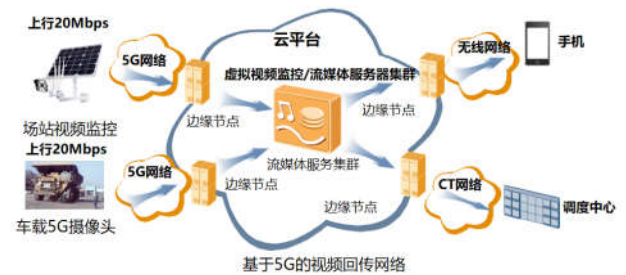 上行20Mbps
5G网络
场站视频监控
上行20Mbps
5G网络
车载5G摄像头
云平台
虚拟视频监控/流媒体服务器集群
边缘节点
边缘节点
流媒体服务集群
边缘节点
边缘节点
无线网络
手机
CT网络
调度中心
基于5G的视频回传网络